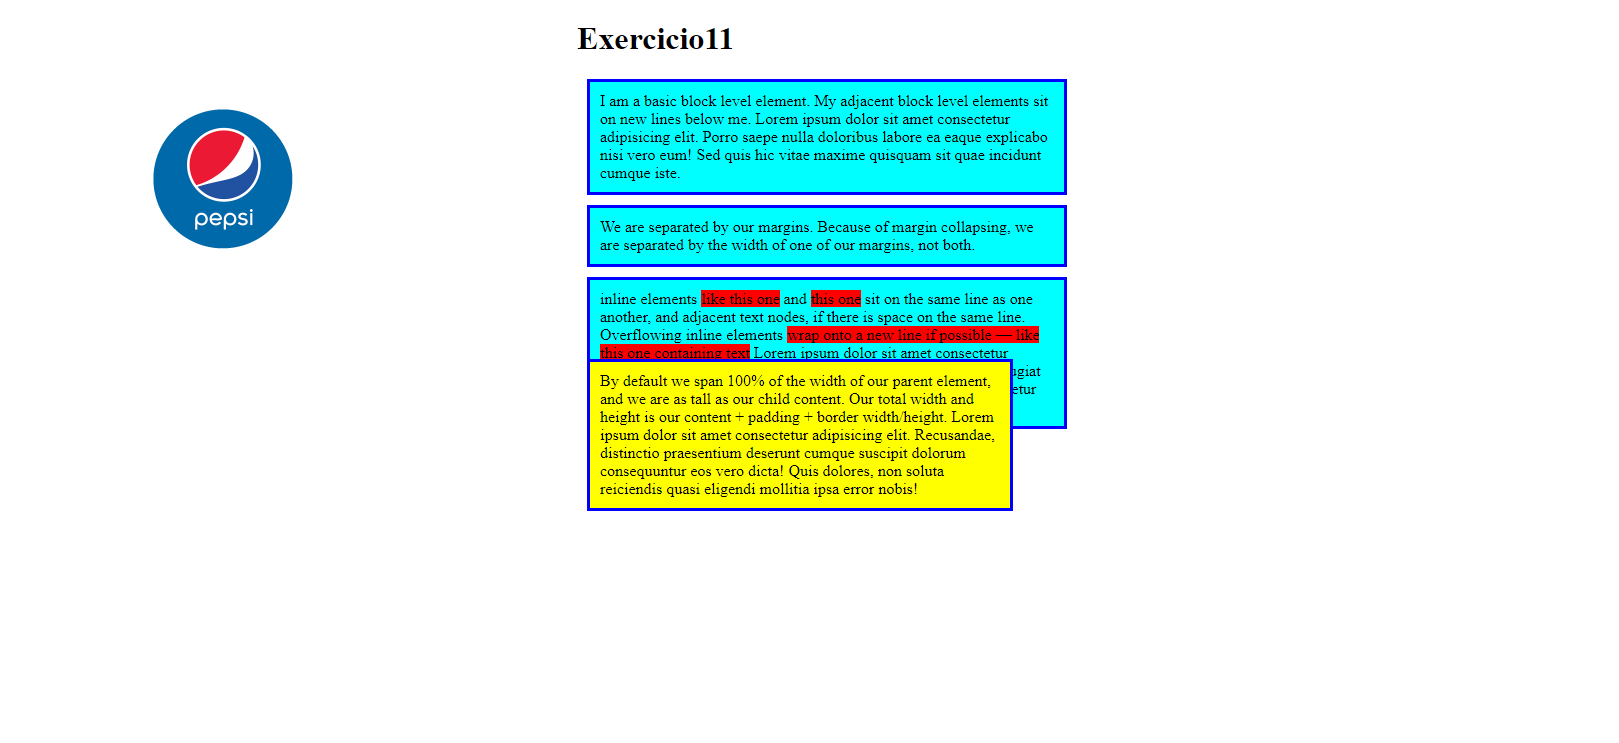 Exercicio11
pepsi
I am a basic block level element. My adjacent block level elements sit
on new lines below me. Lorem ipsum dolor sit amet consectetur
adipisicing elit. Porro saepe nulla doloribus labore ea eaque explicabo
nisi vero eum! Sed quis hic vitae maxime quisquam sit quae incidunt
cumque iste.
We are separated by our margins. Because of margin collapsing, we
are separated by the width of one of our margins, not both.
inline elements like this one and this one sit on the same line as one
another, and adjacent text nodes, if there is space on the same line.
Overflowing inline elements wrap onto a new line if possible — like
this one containing text Lorem ipsum dolor sit amet consectetur
By default we span 100% of the width of our parent element,
and we are as tall as our child content. Our total width and
height is our content + padding + border width/height. Lorem
ipsum dolor sit amet consectetur adipisicing elit. Recusandae,
distinctio praesentium deserunt cumque suscipit dolorum
consequuntur eos vero dicta! Quis dolores, non soluta
reiciendis quasi eligendi mollitia ipsa error nobis!